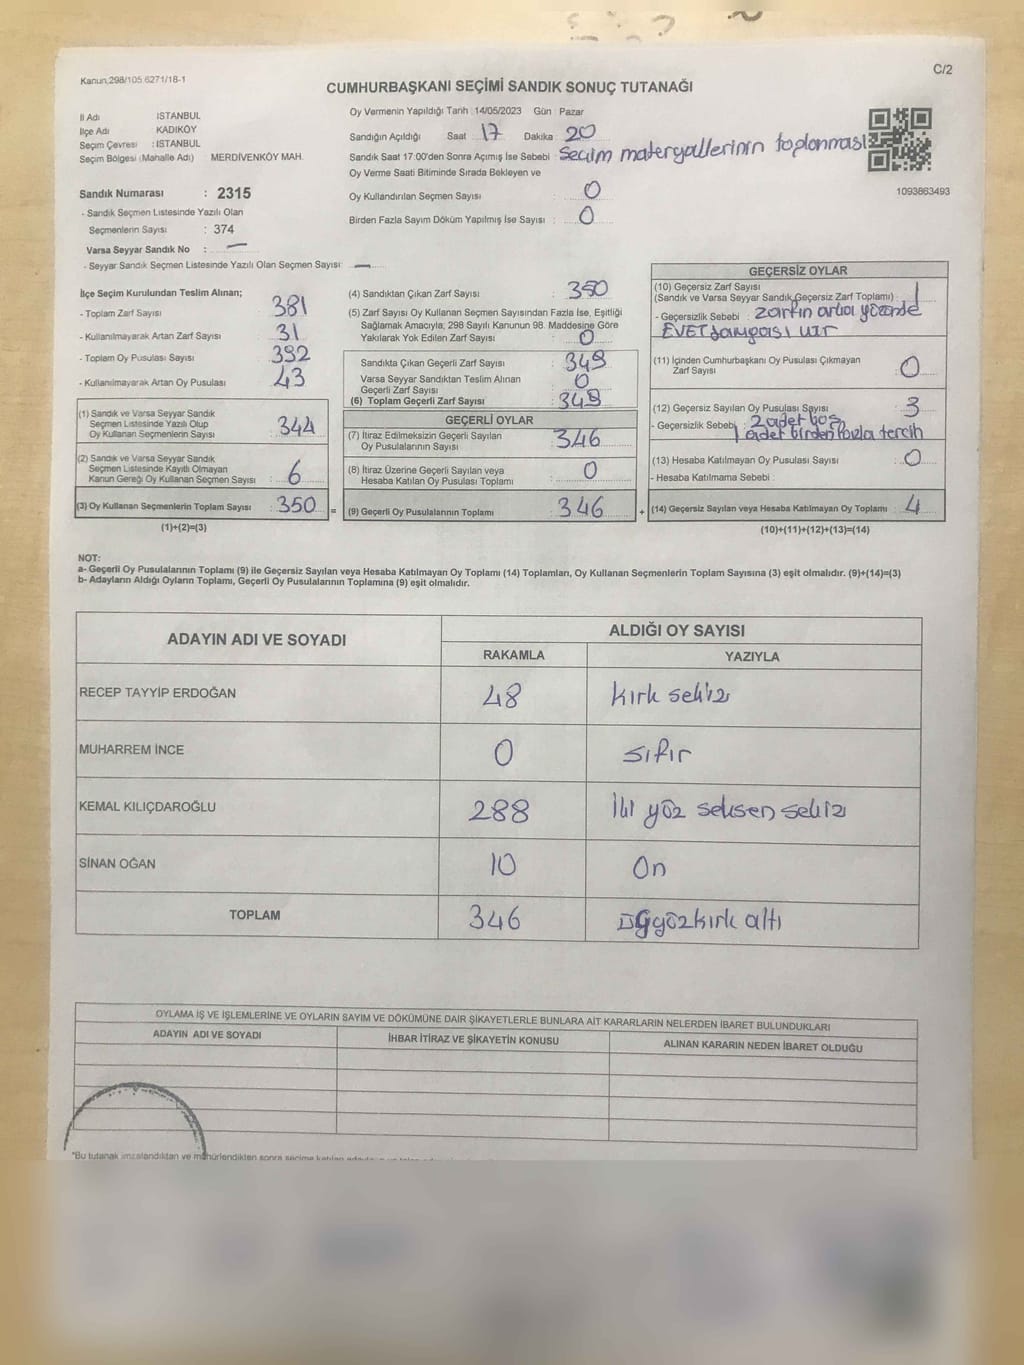 Kanun,298/105 6271/18-1
C/2
CUMHURBAŞKANI SEÇİMİ SANDIK SONUÇ TUTANAĞI
İl Adı İSTANBUL
İlçe Adı KADIKÖY
Seçim Çevresi : İSTANBUL
Seçim Bölgesi (Mahalle Adı) MERDİVENKÖY MAH.
Sandık Numarası : 2315
- Sandık Seçmen Listesinde Yazılı Olan
Seçmenlerin Sayısı : 374
Varsa Seyyar Sandık No : —
- Seyyar Sandık Seçmen Listesinde Yazılı Olan Seçmen Sayısı: —
Oy Vermenin Yapıldığı Tarih :14/05/2023 Gün : Pazar
Sandığın Açıldığı Saat : 17 Dakika : 20
Sandık Saat 17:00'den Sonra Açımış İse Sebebi : Seçim materyallerinin toplanması
Oy Verme Saati Bitiminde Sırada Bekleyen ve
Oy Kullandırılan Seçmen Sayısı : 0
Birden Fazla Sayım Döküm Yapılmış İse Sayısı : 0
1093863493
İlçe Seçim Kurulundan Teslim Alınan;
- Toplam Zarf Sayısı : 381
- Kullanılmayarak Artan Zarf Sayısı : 31
- Toplam Oy Pusulası Sayısı : 392
- Kullanılmayarak Artan Oy Pusulası : 43
(1) Sandık ve Varsa Seyyar Sandık
Seçmen Listesinde Yazılı Olup
Oy Kullanan Seçmenlerin Sayısı : 344
(2) Sandık ve Varsa Seyyar Sandık
Seçmen Listesinde Kayıtlı Olmayan
Kanun Gereği Oy Kullanan Seçmen Sayısı : 6
(3) Oy Kullanan Seçmenlerin Toplam Sayısı : 350 =
(1)+(2)=(3)
(4) Sandıktan Çıkan Zarf Sayısı : 350
(5) Zarf Sayısı Oy Kullanan Seçmen Sayısından Fazla İse, Eşitliği
Sağlamak Amacıyla; 298 Sayılı Kanunun 98. Maddesine Göre
Yakılarak Yok Edilen Zarf Sayısı : 0
Sandıkta Çıkan Geçerli Zarf Sayısı : 349
Varsa Seyyar Sandıktan Teslim Alınan
Geçerli Zarf Sayısı : 0
(6) Toplam Geçerli Zarf Sayısı : 349
GEÇERLİ OYLAR
(7) İtiraz Edilmeksizin Geçerli Sayılan
Oy Pusulasının Sayısı : 346
(8) İtiraz Üzerine Geçerli Sayılan veya
Hesaba Katılan Oy Pusulası Toplamı : 0
(9) Geçerli Oy Pusulalarının Toplamı : 346 +
GEÇERSİZ OYLAR
(10) Geçersiz Zarf Sayısı
(Sandık ve Varsa Seyyar Sandık Geçersiz Zarf Toplamı) : 1
- Geçersizlik Sebebi : zarfın arka yüzünde
EVET damgası var
(11) İçinden Cumhurbaşkanı Oy Pusulası Çıkmayan
Zarf Sayısı : 0
(12) Geçersiz Sayılan Oy Pusulası Sayısı : 3
- Geçersizlik Sebebi : 2 adet boş
1 adet birden fazla tercih
(13) Hesaba Katılmayan Oy Pusulası Sayısı : 0
- Hesaba Katılmama Sebebi :
(14) Geçersiz Sayılan veya Hesaba Katılmayan Oy Toplamı : 4
(10)+(11)+(12)+(13)=(14)
NOT:
a- Geçerli Oy Pusulalarının Toplamı (9) ile Geçersiz Sayılan veya Hesaba Katılmayan Oy Toplamı (14) Toplamları, Oy Kullanan Seçmenlerin Toplam Sayısına (3) eşit olmalıdır. (9)+(14)=(3)
b- Adayların Aldığı Oyların Toplamı, Geçerli Oy Pusulalarının Toplamına (9) eşit olmalıdır.
ADAYIN ADI VE SOYADI
ALDIĞI OY SAYISI
RAKAMLA YAZIYLA
RECEP TAYYİP ERDOĞAN 48 kırk sekiz
MUHARREM İNCE 0 sıfır
KEMAL KILIÇDAROĞLU 288 İki yüz seksen sekiz
SİNAN OĞAN 10 On
TOPLAM 346 üçyüzkırk altı
OYLAMA İŞ VE İŞLEMLERİNE VE OYLARIN SAYIM VE DÖKÜMÜNE DAİR ŞİKAYETLERLE BUNLARA AİT KARARLARIN NELERDEN İBARET BULUNDUKLARI
ADAYIN ADI VE SOYADI İHBAR İTİRAZ VE ŞİKAYETİN KONUSU ALINAN KARARIN NEDEN İBARET OLDUĞU
*Bu tutanak imzalandıktan ve mühürlendikten sonra seçime katılan